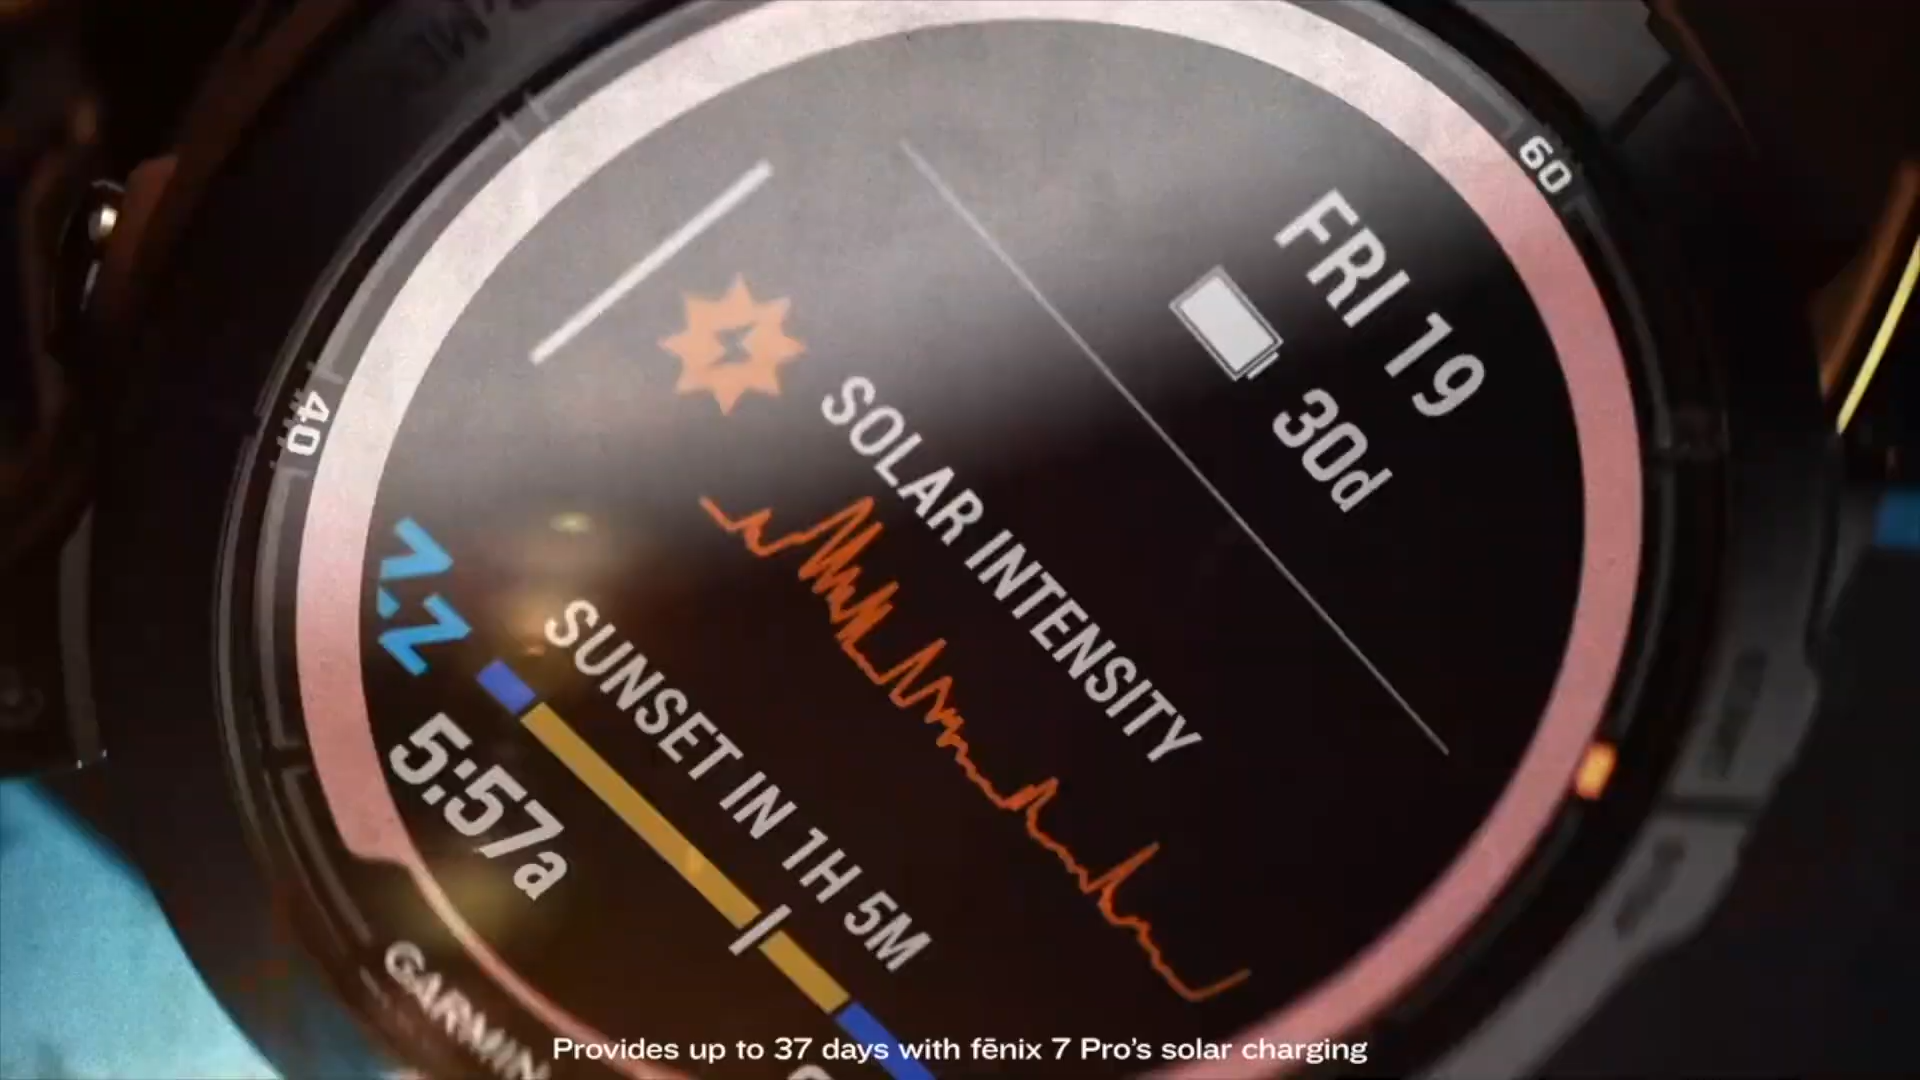 60
FRI 19
30d
SOLAR INTENSITY
40
SUNSET IN 1H 5M
5:57a
GARMIN
Provides up to 37 days with fēnix 7 Pro's solar charging